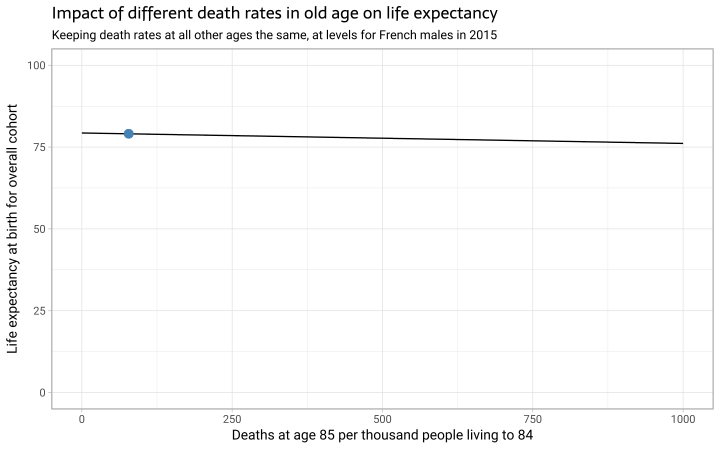 Impact of different death rates in old age on life expectancy
Keeping death rates at all other ages the same, at levels for French males in 2015
Life expectancy at birth for overall cohort
100
75
50
25
0
0 250 500 750 1000
Deaths at age 85 per thousand people living to 84